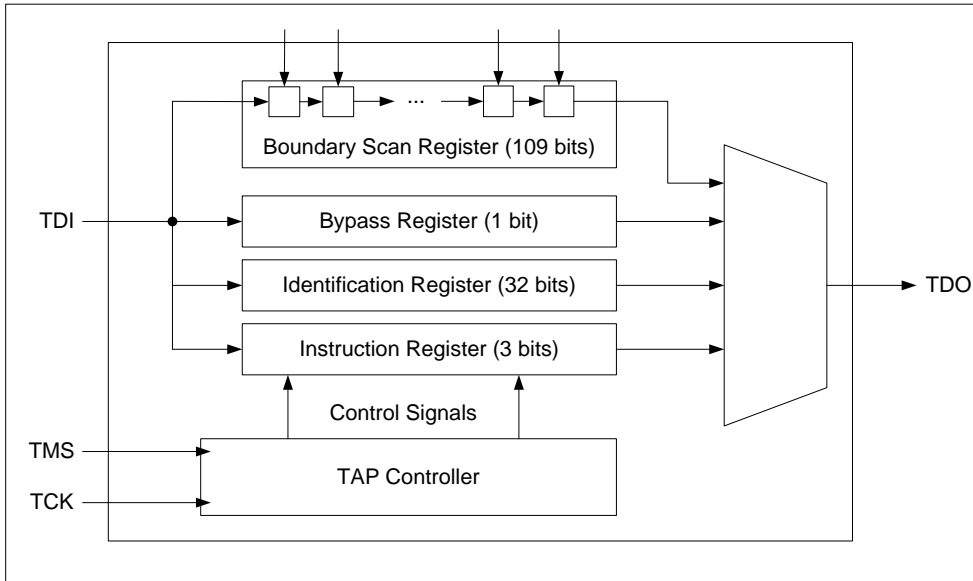 ...
Boundary Scan Register (109 bits)
TDI
Bypass Register (1 bit)
Identification Register (32 bits)
TDO
Instruction Register (3 bits)
Control Signals
TMS
TAP Controller
TCK